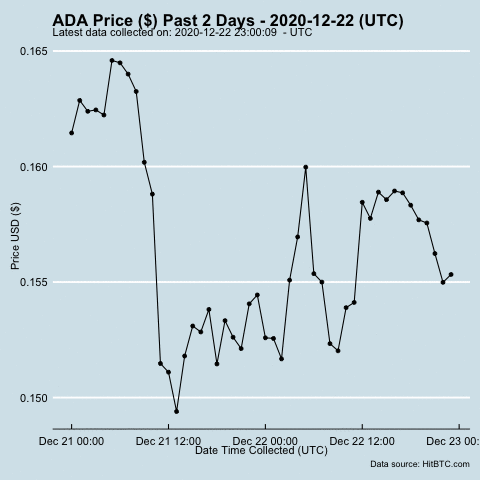 ADA Price ($) Past 2 Days - 2020-12-22 (UTC)
Latest data collected on: 2020-12-22 23:00:09 - UTC
0.165
0.160
0.155
0.150
Price USD ($)
Dec 21 00:00 Dec 21 12:00 Dec 22 00:00 Dec 22 12:00 Dec 23 00:
Date Time Collected (UTC)
Data source: HitBTC.com